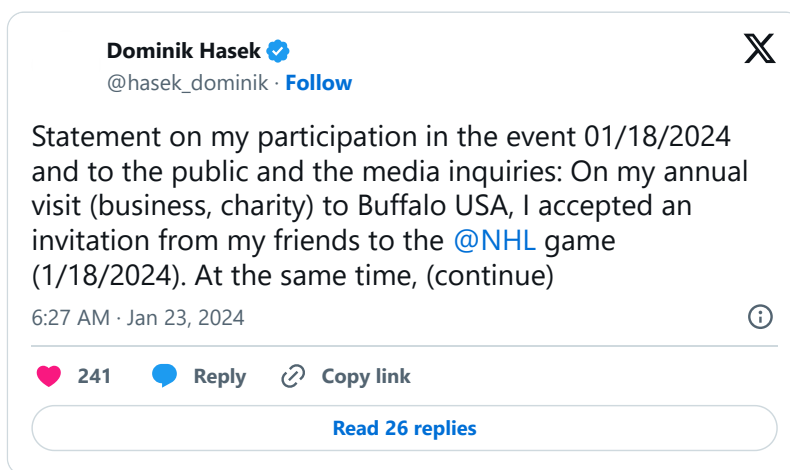 Dominik Hasek
@hasek_dominik · Follow
Statement on my participation in the event 01/18/2024
and to the public and the media inquiries: On my annual
visit (business, charity) to Buffalo USA, I accepted an
invitation from my friends to the @NHL game
(1/18/2024). At the same time, (continue)
6:27 AM · Jan 23, 2024
241 Reply Copy link
Read 26 replies